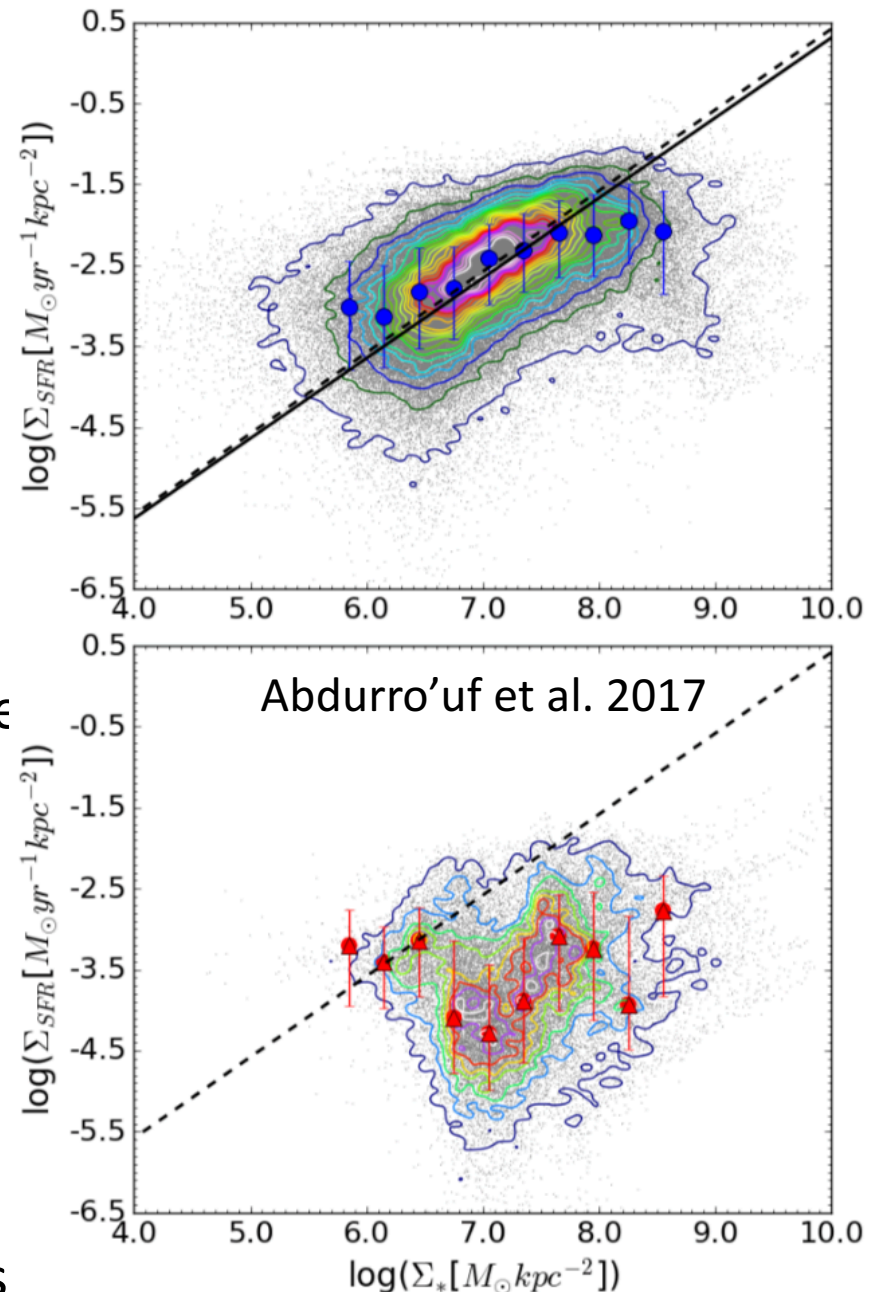 0.5
-0.5
-1.5
-2.5
-3.5
-4.5
-5.5
-6.5
log(Σ_SFR[M_⊙yr^−1kpc^−2])
4.0 5.0 6.0 7.0 8.0 9.0 10.0
0.5
-0.5
-1.5
-2.5
-3.5
-4.5
-5.5
-6.5
log(Σ_SFR[M_⊙yr^−1kpc^−2])
Abdurro’uf et al. 2017
e
4.0 5.0 6.0 7.0 8.0 9.0 10.0
log(Σ_*[M_⊙kpc^−2])
s